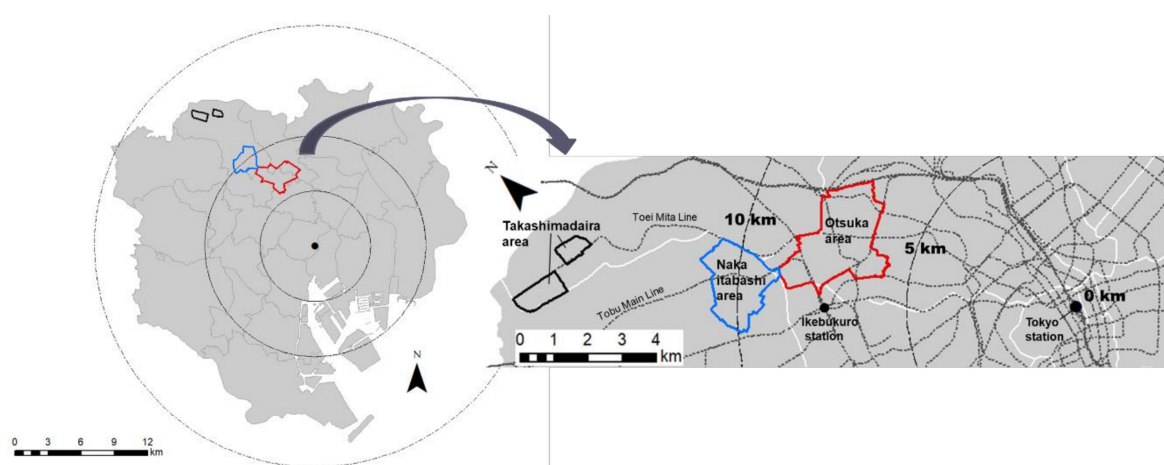 N
Takashimadaira
area
Toei Mita Line
10 km
Otsuka
area
5 km
Naka
itabashi
area
Tobu Main Line
0 km
Ikebukuro
station
Tokyo
station
0 1 2 3 4
km
N
0 3 6 9 12
km